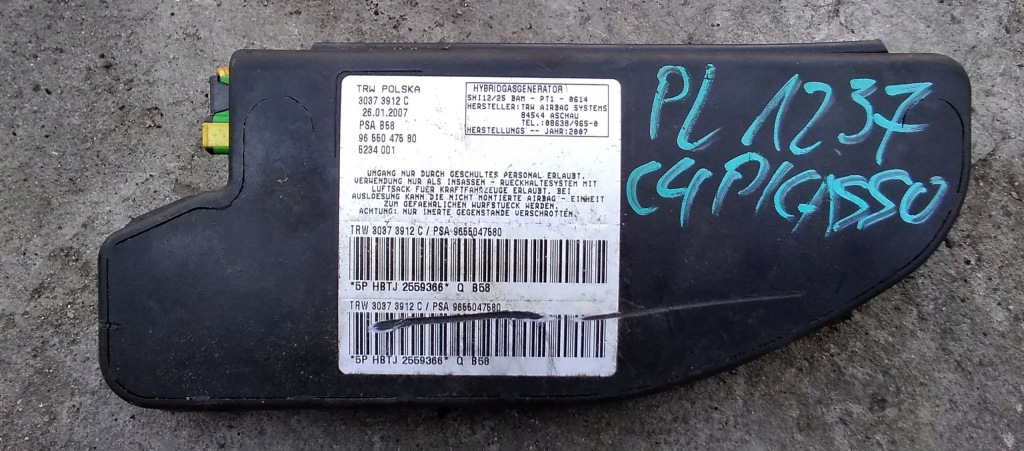 TRW POLSKA
3037 3912 C
26.01.2007
PSA B58
96 550 475 80
5234 001
HYBRIDGASGENERATOR
SHI12/25 BAM - PT1 - 0614
HERSTELLER:TRW AIRBAG SYSTEMS
84544 ASCHAU
TEL.:08638/965-0
HERSTELLUNGS -- JAHR:2007
UMGANG NUR DURCH GESCHULTES PERSONAL ERLAUBT.
VERWENDUNG NUR ALS INSASSEN - RUECKHALTESYSTEM MIT
LUFTSACK FUER KRAFTFAHRZEUGE ERLAUBT. BEI
AUSLOESUNG KANN DIE NICHT MONTIERTE AIRBAG - EINHEIT
ZUM GEFAEHRLICHEN WURFSTUECK WERDEN.
ACHTUNG: NUR INERTE GEGENSTANDE VERSCHROTTEN.
TRW 3037 3912 C / PSA 9655047580
*5P HBTJ 2559366* Q B58
TRW 3037 3912 C / PSA 9655047580
*5P HBTJ 2559366* Q B58
PL 1237
C4 PICASSO